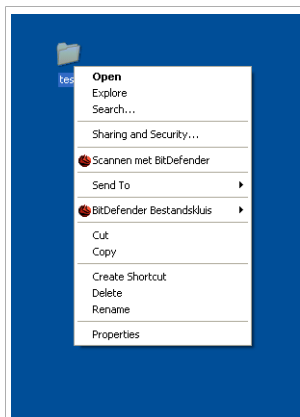 tes
Open
Explore
Search...
Sharing and Security...
Scannen met BitDefender
Send To
BitDefender Bestandskluis
Cut
Copy
Create Shortcut
Delete
Rename
Properties